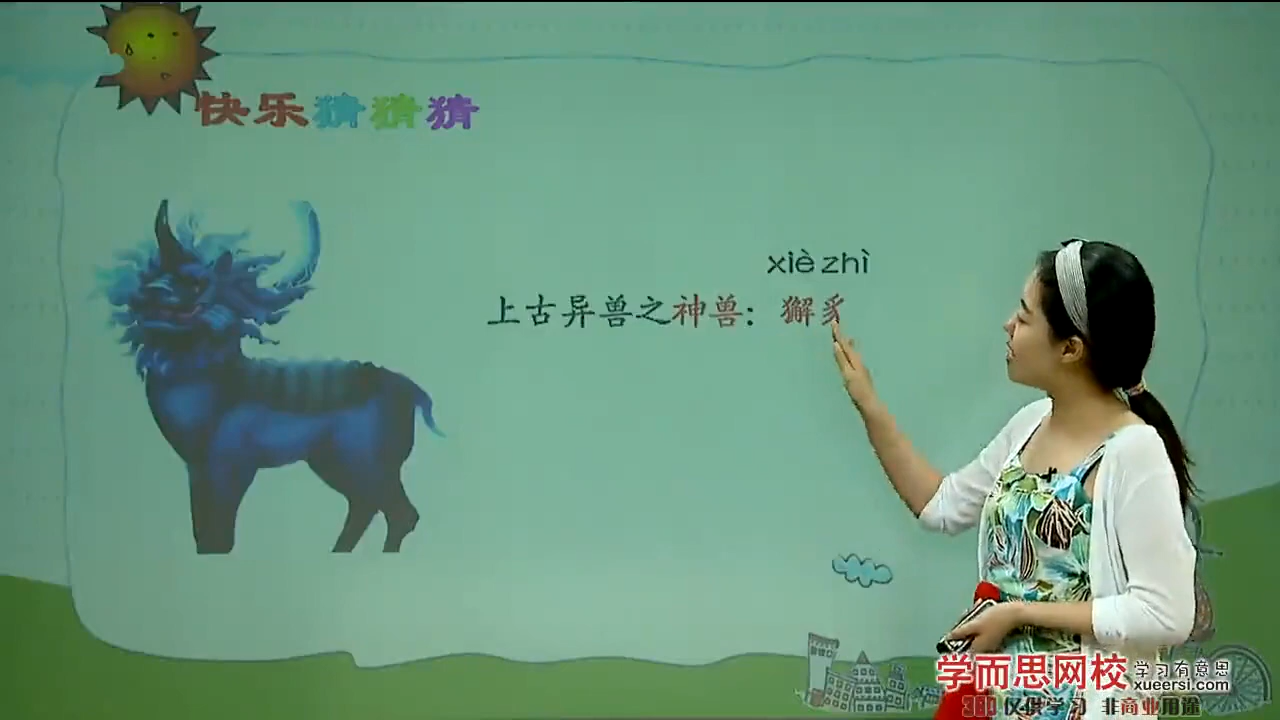 快乐猜猜猜
xiè zhì
上古异兽之神兽：獬豸
学而思网校 学习有意思
xueersi.com
360 仅供学习 非商业用途